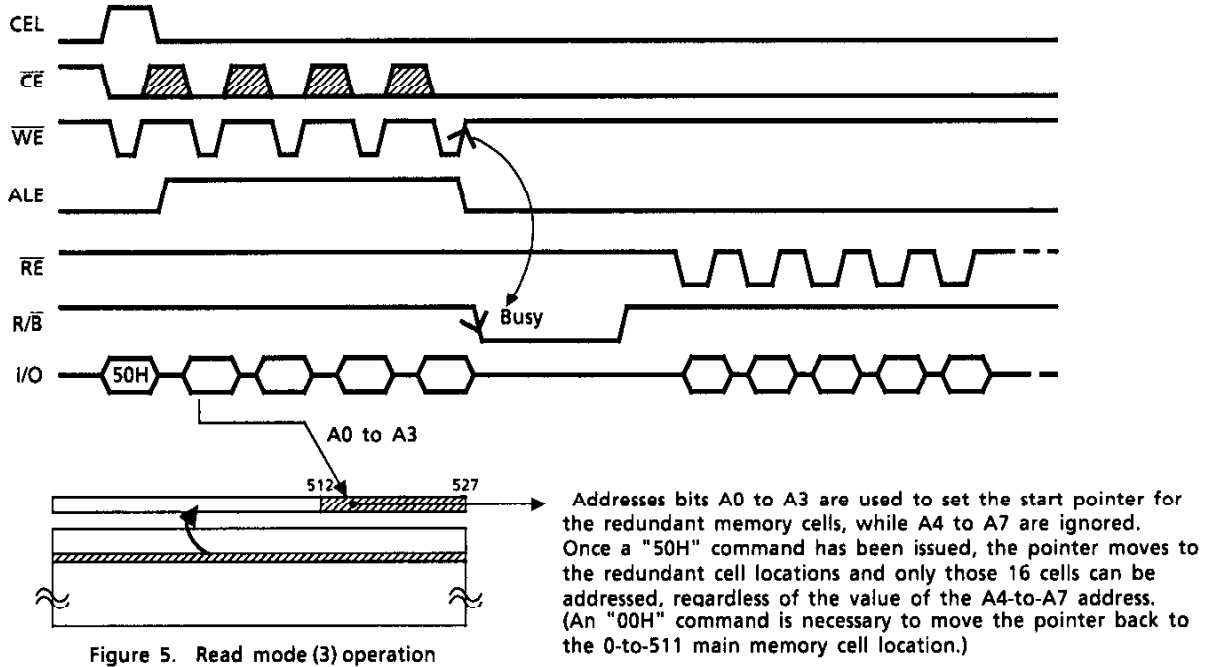 CEL
CE
WE
ALE
RE
R/B
Busy
I/O
50H
A0 to A3
512
527
Addresses bits A0 to A3 are used to set the start pointer for
the redundant memory cells, while A4 to A7 are ignored.
Once a "50H" command has been issued, the pointer moves to
the redundant cell locations and only those 16 cells can be
addressed, regardless of the value of the A4-to-A7 address.
(An "00H" command is necessary to move the pointer back to
the 0-to-511 main memory cell location.)
Figure 5. Read mode (3) operation